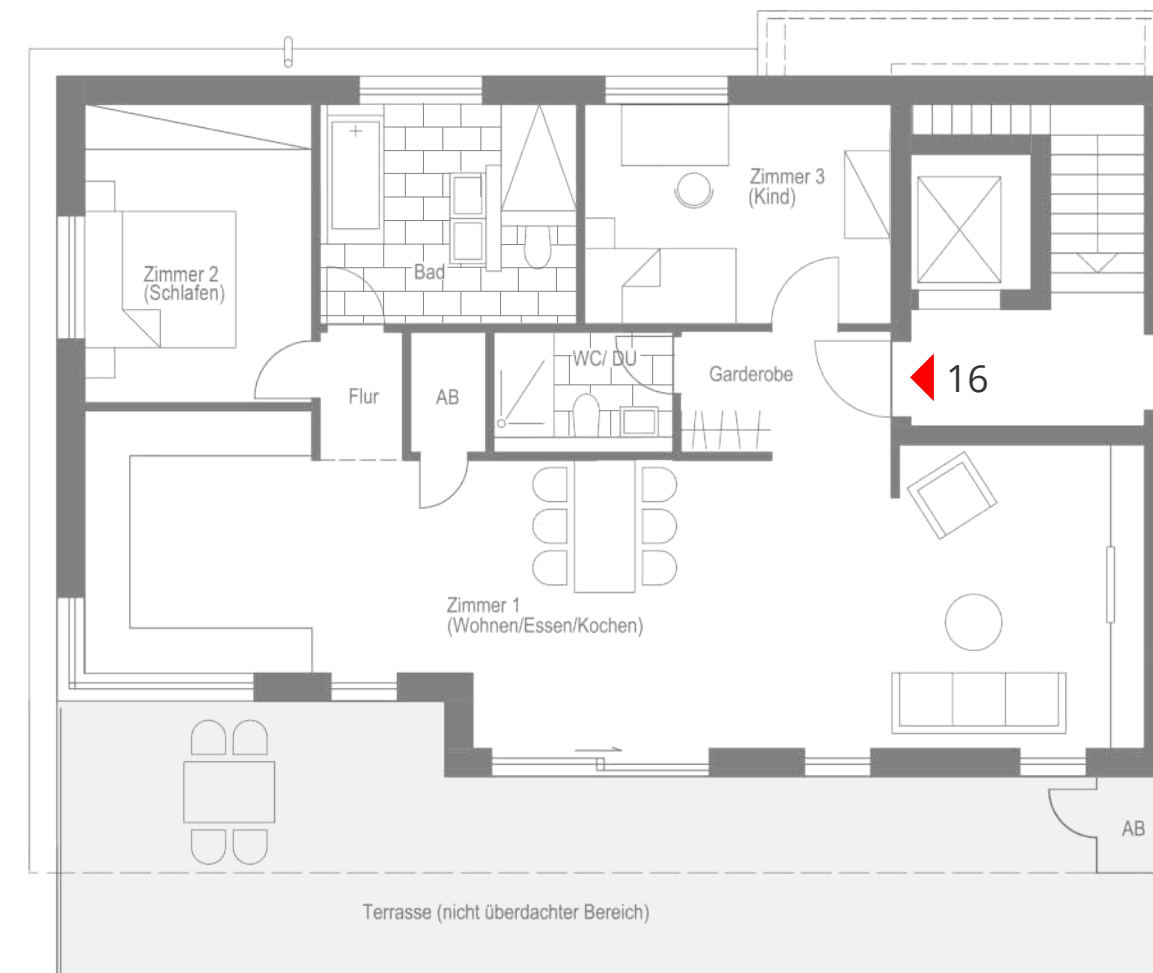 Zimmer 3
(Kind)
Zimmer 2
(Schlafen)
Bad
WC/ DU
Garderobe
16
Flur
AB
Zimmer 1
(Wohnen/Essen/Kochen)
AB
Terrasse (nicht überdachter Bereich)